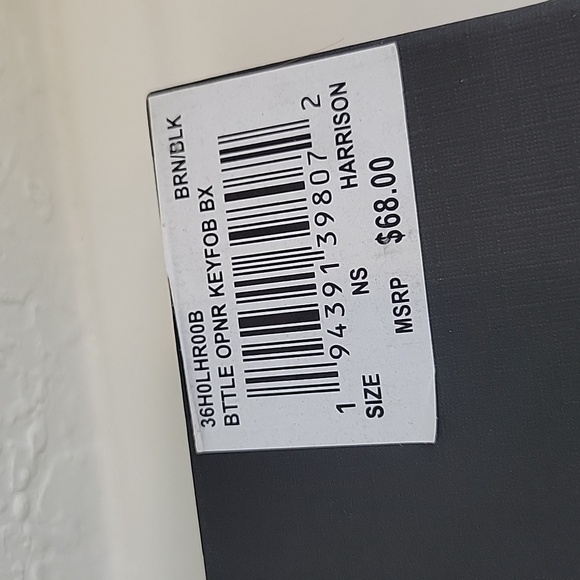 36H0LHR00B BRN/BLK
BTTLE OPNR KEYFOB BX
1 94391 39807 2
SIZE NS HARRISON
MSRP $68.00